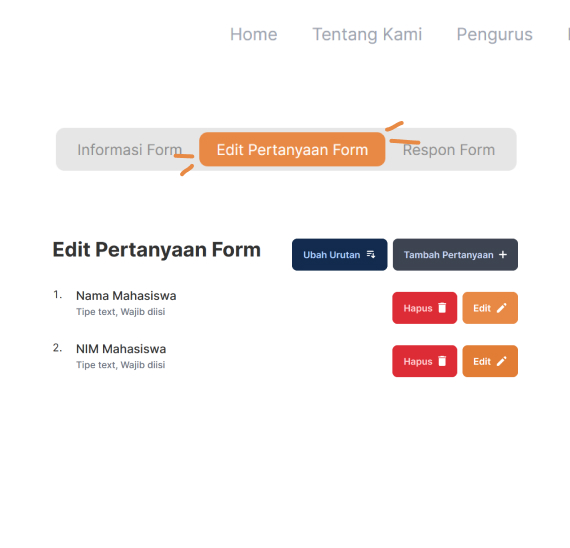 Home Tentang Kami Pengurus
Informasi Form Edit Pertanyaan Form Respon Form
Edit Pertanyaan Form Ubah Urutan Tambah Pertanyaan +
1. Nama Mahasiswa Hapus Edit
Tipe text, Wajib diisi
2. NIM Mahasiswa Hapus Edit
Tipe text, Wajib diisi